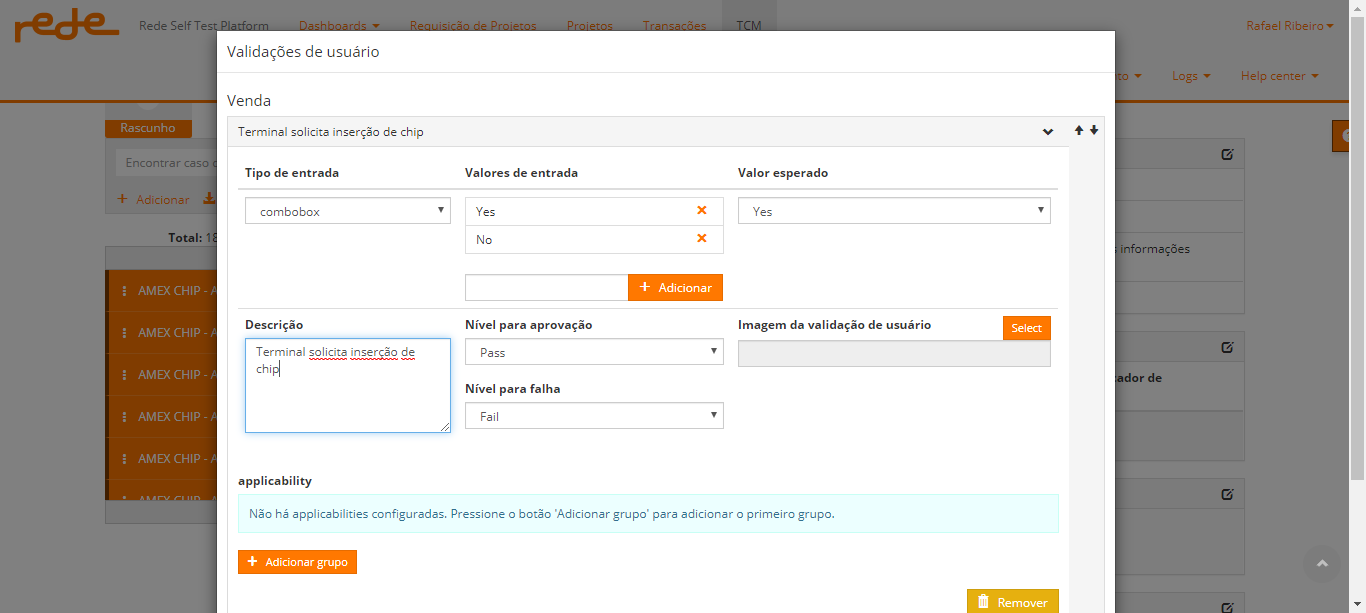 rede Rede Self Test Platform Dashboards Requisição de Projetos Projetos Transações TCM Rafael Ribeiro
Logs Help center
Validações de usuário
Venda
Rascunho
Terminal solicita inserção de chip
Encontrar caso
Tipo de entrada Valores de entrada Valor esperado
+ Adicionar
combobox Yes Yes
Total: 18
No
s informações
AMEX CHIP - A
+ Adicionar
Descrição Nível para aprovação Imagem da validação de usuário Select
AMEX CHIP - A
Terminal solicita inserção de
chip
Pass
AMEX CHIP - A
Nível para falha
AMEX CHIP - A
Fail
AMEX CHIP - A
applicability
AMEX CHIP - A
Não há applicabilities configuradas. Pressione o botão 'Adicionar grupo' para adicionar o primeiro grupo.
+ Adicionar grupo
Remover